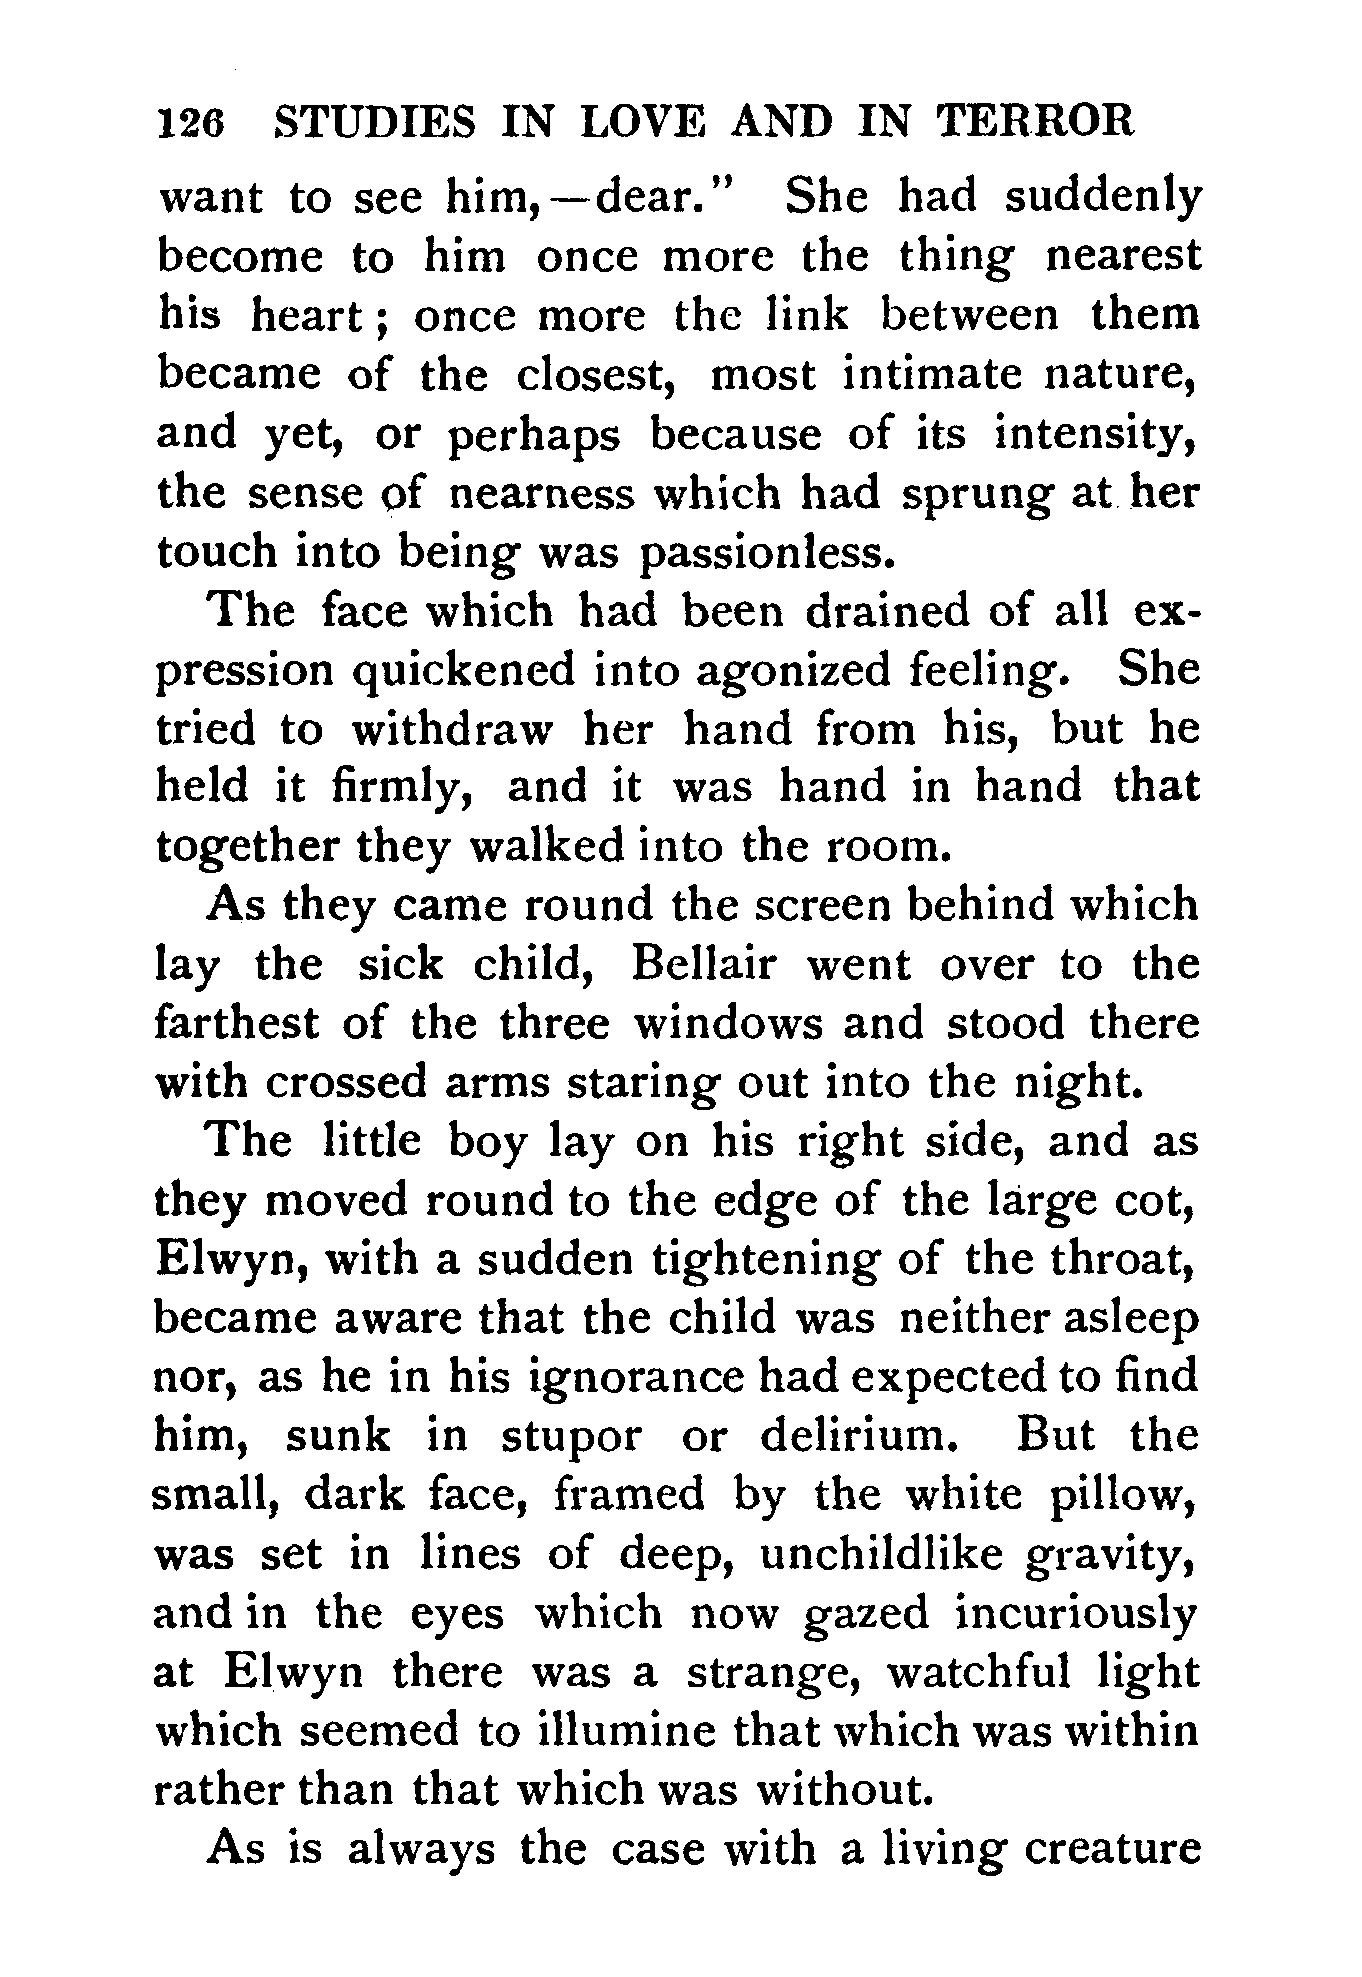 126 STUDIES IN LOVE AND IN TERROR
want to see him,—dear." She had suddenly
become to him once more the thing nearest
his heart; once more the link between them
became of the closest, most intimate nature,
and yet, or perhaps because of its intensity,
the sense of nearness which had sprung at her
touch into being was passionless.
The face which had been drained of all ex-
pression quickened into agonized feeling. She
tried to withdraw her hand from his, but he
held it firmly, and it was hand in hand that
together they walked into the room.
As they came round the screen behind which
lay the sick child, Bellair went over to the
farthest of the three windows and stood there
with crossed arms staring out into the night.
The little boy lay on his right side, and as
they moved round to the edge of the large cot,
Elwyn, with a sudden tightening of the throat,
became aware that the child was neither asleep
nor, as he in his ignorance had expected to find
him, sunk in stupor or delirium. But the
small, dark face, framed by the white pillow,
was set in lines of deep, unchildlike gravity,
and in the eyes which now gazed incuriously
at Elwyn there was a strange, watchful light
which seemed to illumine that which was within
rather than that which was without.
As is always the case with a living creature